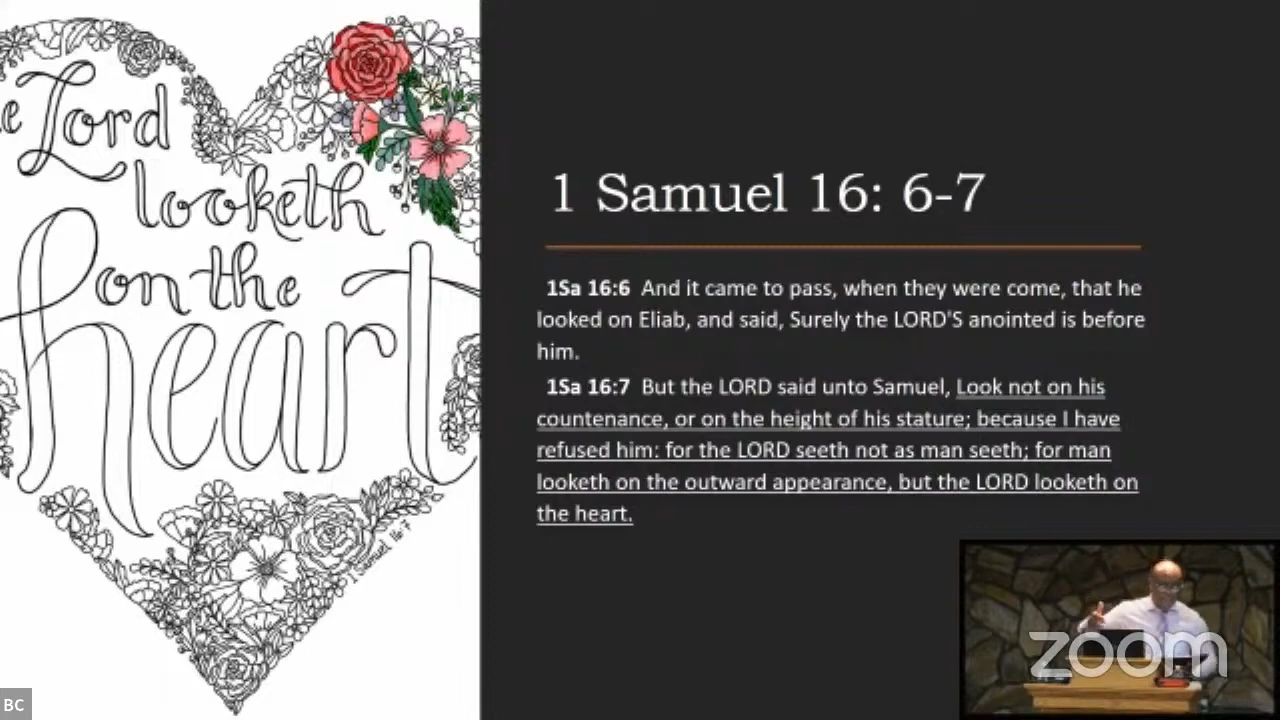 e Lord
looketh
on the
heart
1 Samuel 16:7
1 Samuel 16: 6-7
1Sa 16:6 And it came to pass, when they were come, that he
looked on Eliab, and said, Surely the LORD'S anointed is before
him.
1Sa 16:7 But the LORD said unto Samuel, Look not on his
countenance, or on the height of his stature; because I have
refused him: for the LORD seeth not as man seeth; for man
looketh on the outward appearance, but the LORD looketh on
the heart.
zoom
BC